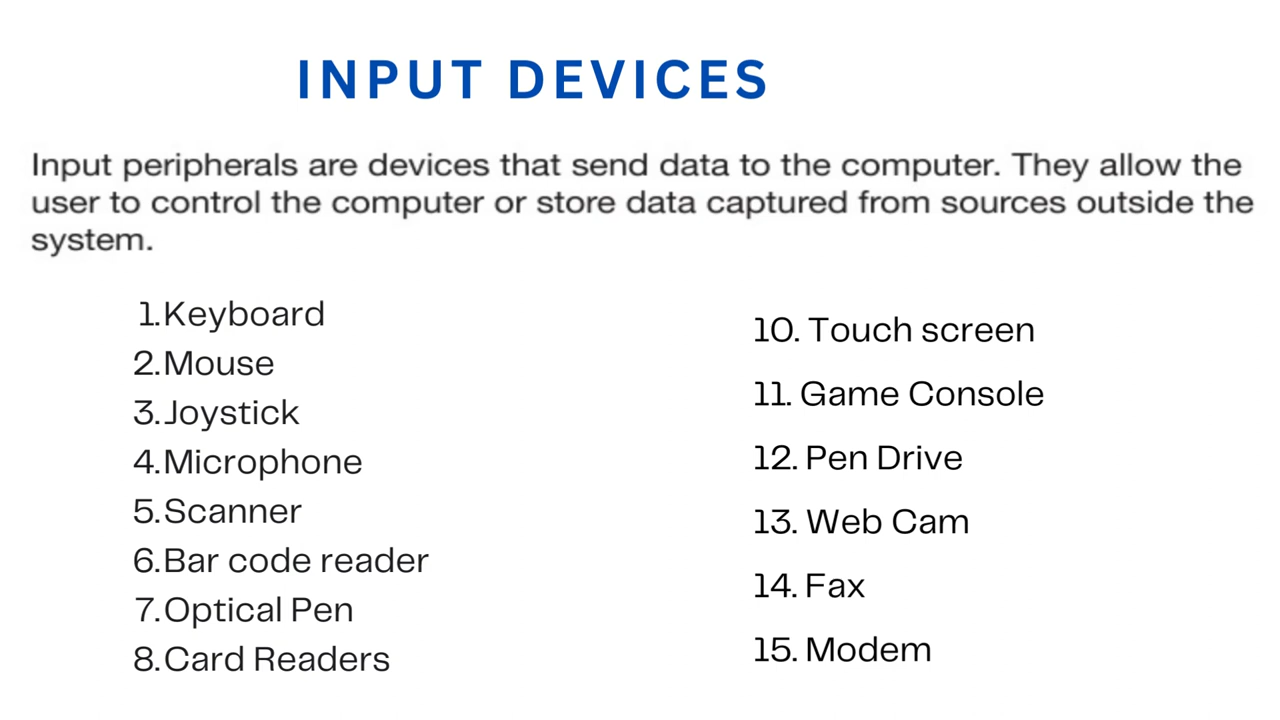 INPUT DEVICES
Input peripherals are devices that send data to the computer. They allow the
user to control the computer or store data captured from sources outside the
system.
1.Keyboard
2.Mouse
3.Joystick
4.Microphone
5.Scanner
6.Bar code reader
7.Optical Pen
8.Card Readers
10. Touch screen
11. Game Console
12. Pen Drive
13. Web Cam
14. Fax
15. Modem